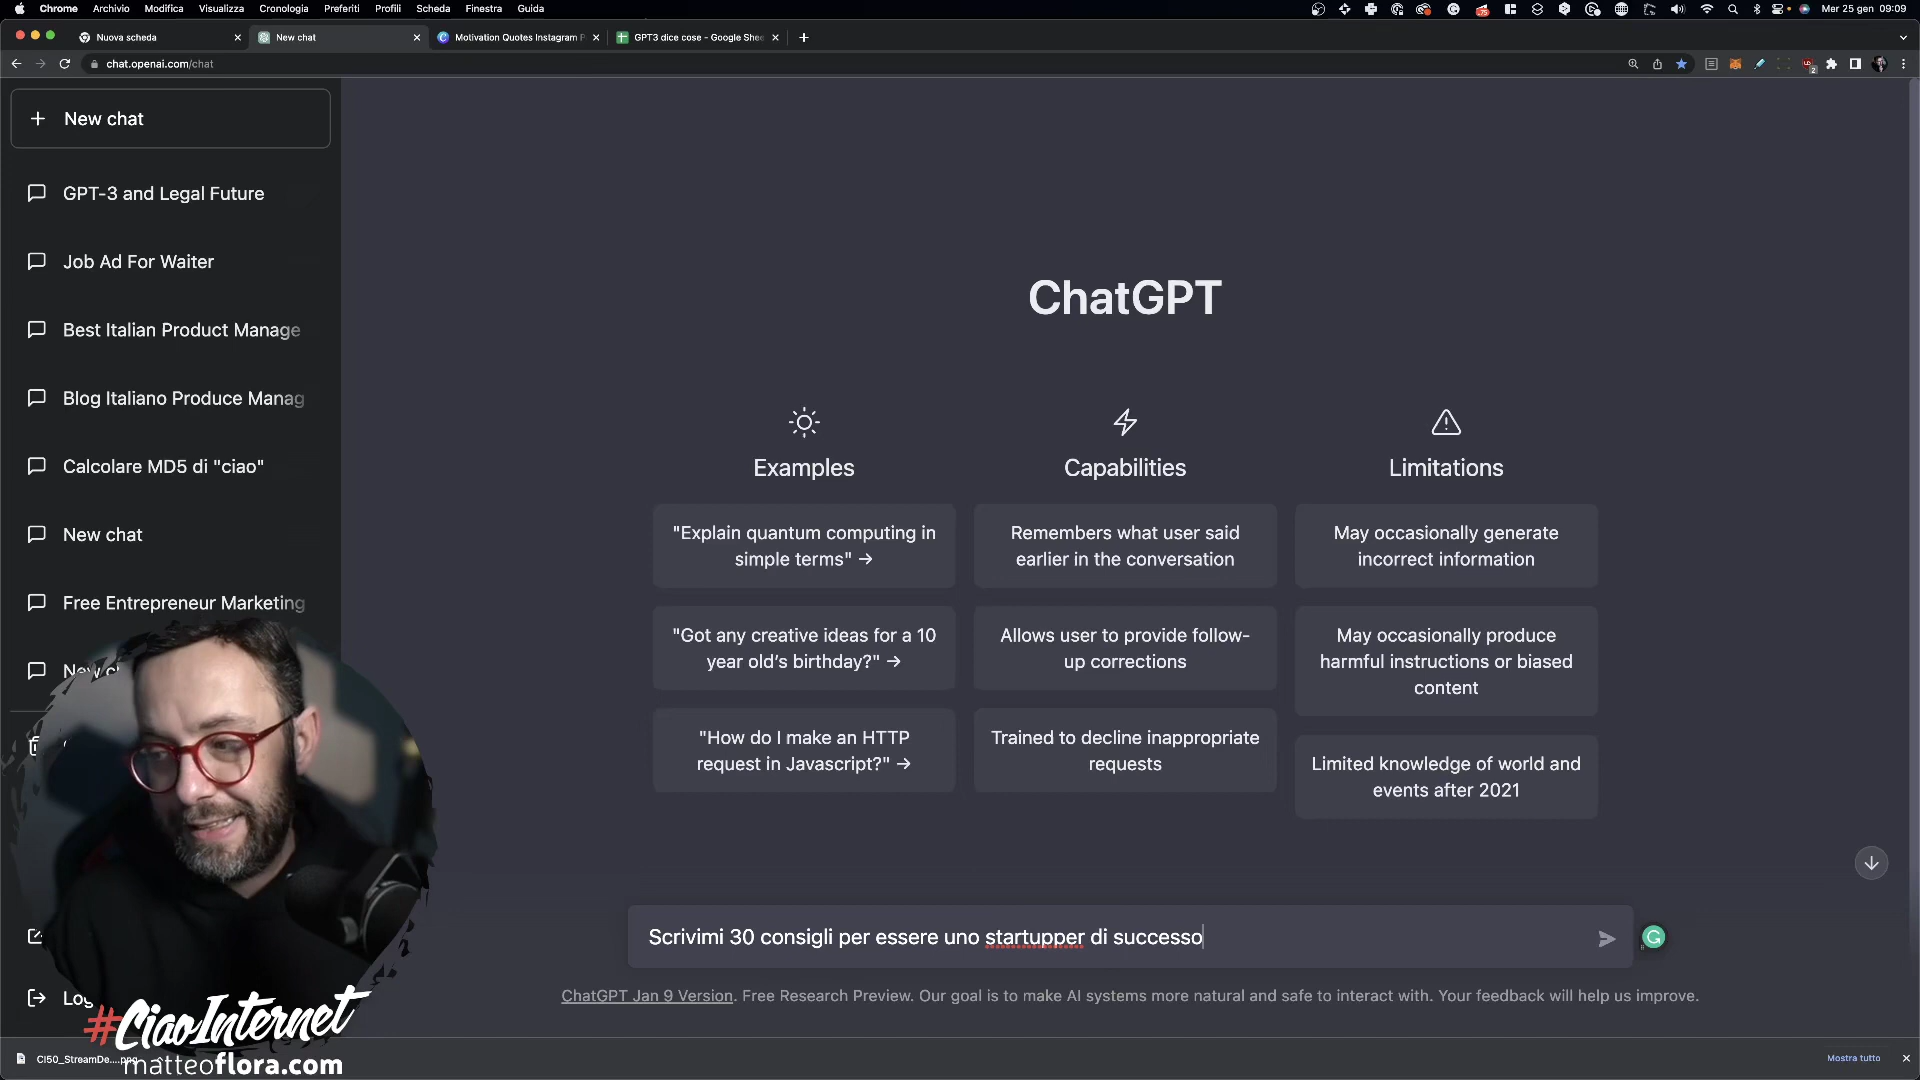 Chrome Archivio Modifica Visualizza Cronologia Preferiti Profili Scheda Finestra Guida
Mer 25 gen 09:09
Nuova scheda
New chat
Motivation Quotes Instagram P
GPT3 dice cose - Google Shee
chat.openai.com/chat
New chat
GPT-3 and Legal Future
Job Ad For Waiter
Best Italian Product Manage
Blog Italiano Produce Manag
Calcolare MD5 di "ciao"
New chat
Free Entrepreneur Marketing
ChatGPT
Examples
"Explain quantum computing in
simple terms" →
"Got any creative ideas for a 10
year old's birthday?" →
"How do I make an HTTP
request in Javascript?" →
Capabilities
Remembers what user said
earlier in the conversation
Allows user to provide follow-
up corrections
Trained to decline inappropriate
requests
Limitations
May occasionally generate
incorrect information
May occasionally produce
harmful instructions or biased
content
Limited knowledge of world and
events after 2021
Scrivimi 30 consigli per essere uno startupper di successo
ChatGPT Jan 9 Version. Free Research Preview. Our goal is to make AI systems more natural and safe to interact with. Your feedback will help us improve.
#CiaoInternet
matteoflora.com
CI50_StreamDe....png
Mostra tutto